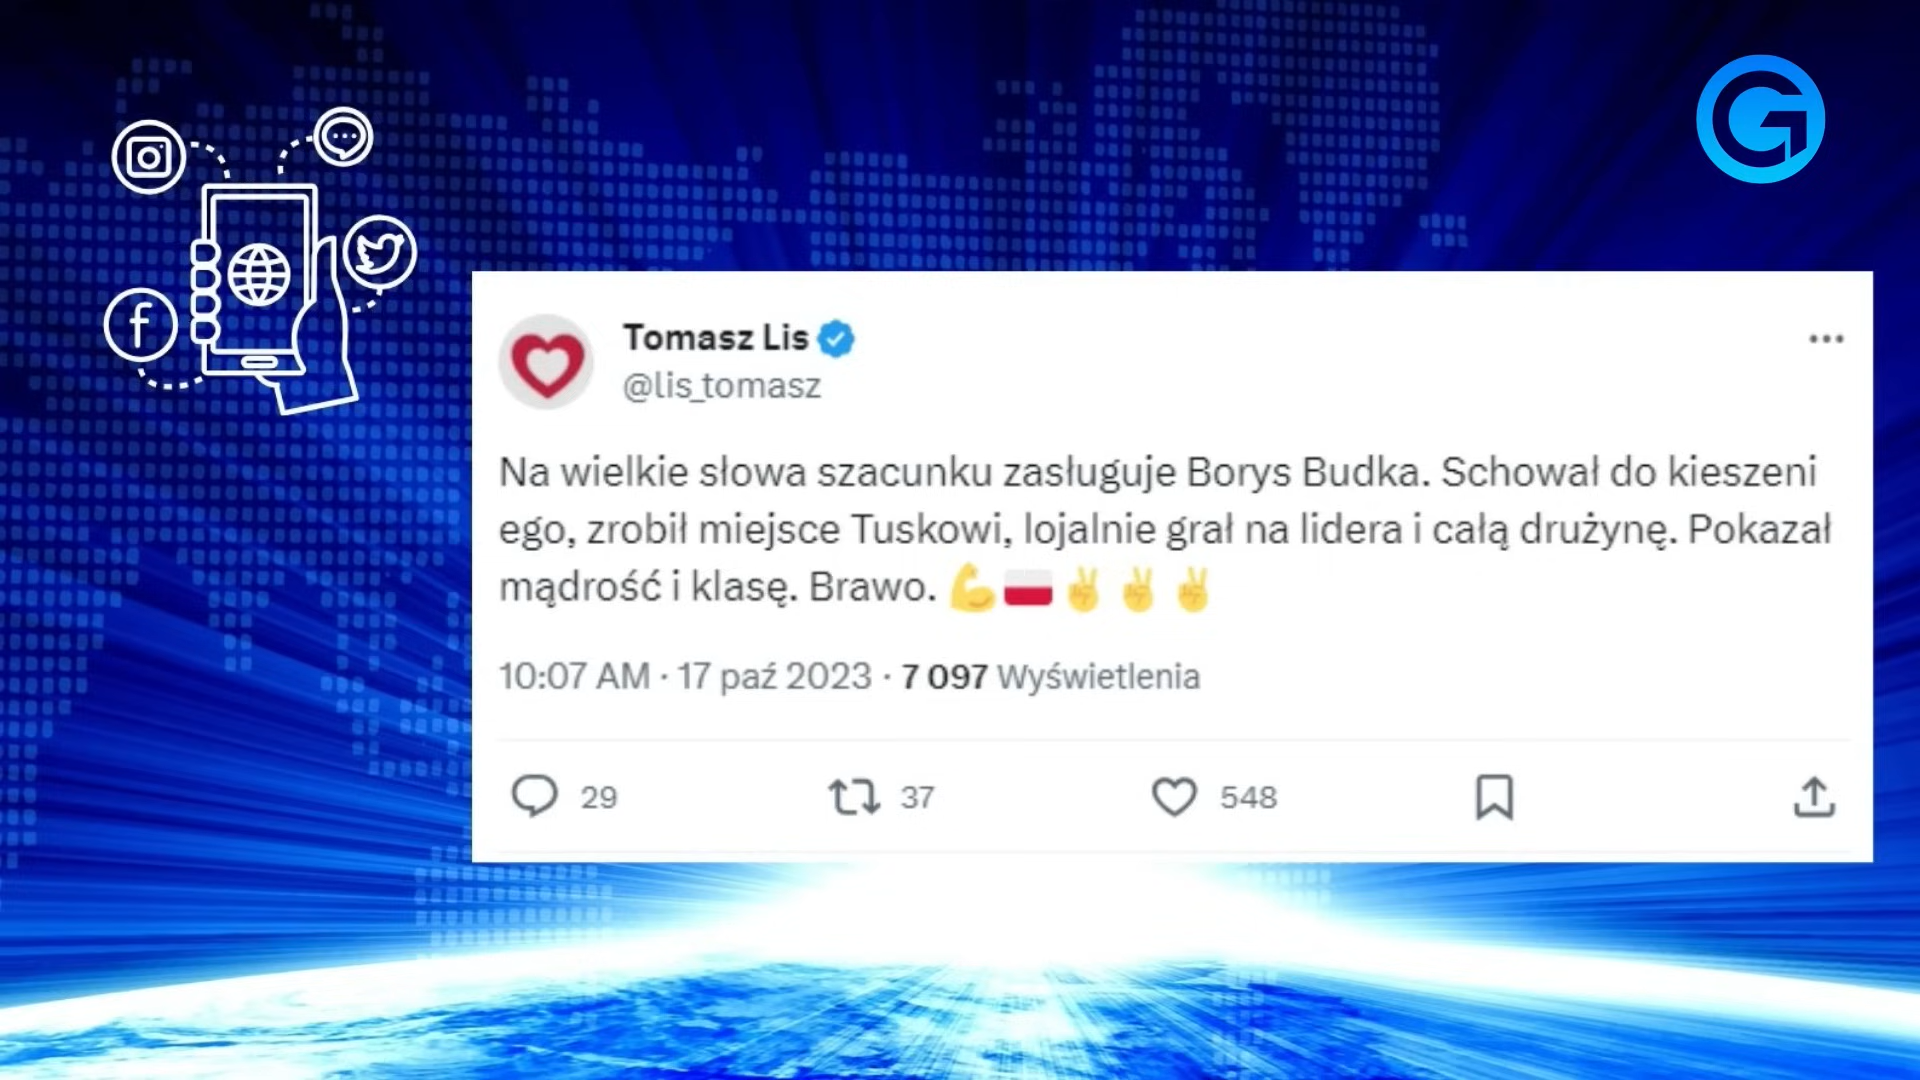 Tomasz Lis
@lis_tomasz
Na wielkie słowa szacunku zasługuje Borys Budka. Schował do kieszeni
ego, zrobił miejsce Tuskowi, lojalnie grał na lidera i całą drużynę. Pokazał
mądrość i klasę. Brawo. 💪🇵🇱✌️✌️✌️
10:07 AM · 17 paź 2023 · 7 097 Wyświetlenia
29 37 548